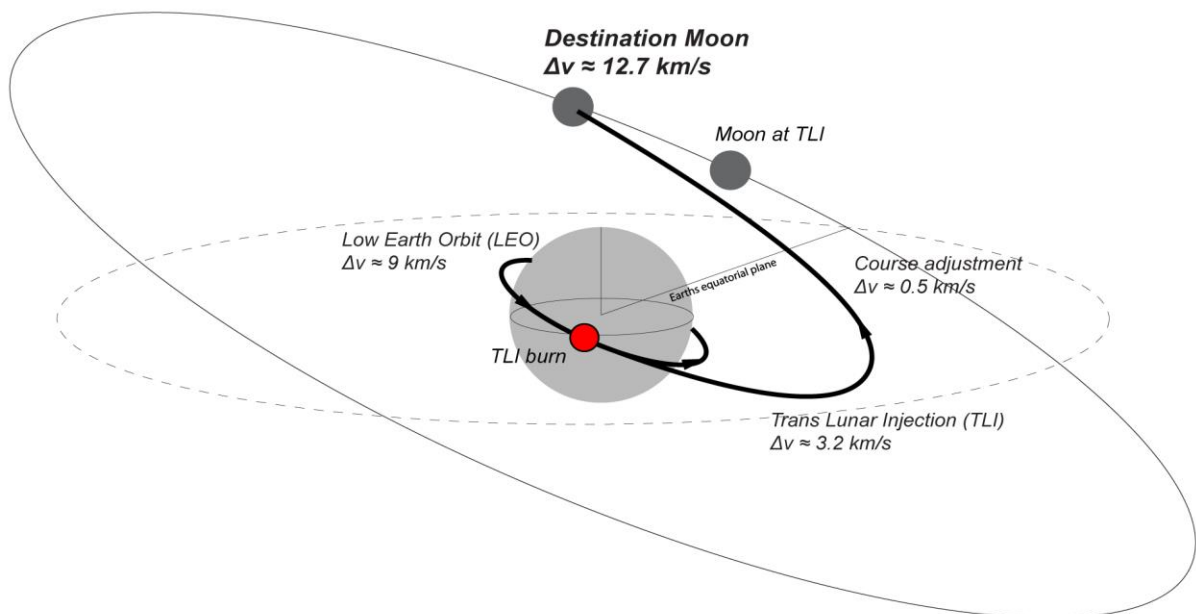 Destination Moon
Δv ≈ 12.7 km/s
Moon at TLI
Low Earth Orbit (LEO)
Δv ≈ 9 km/s
Earths equatorial plane
Course adjustment
Δv ≈ 0.5 km/s
TLI burn
Trans Lunar Injection (TLI)
Δv ≈ 3.2 km/s